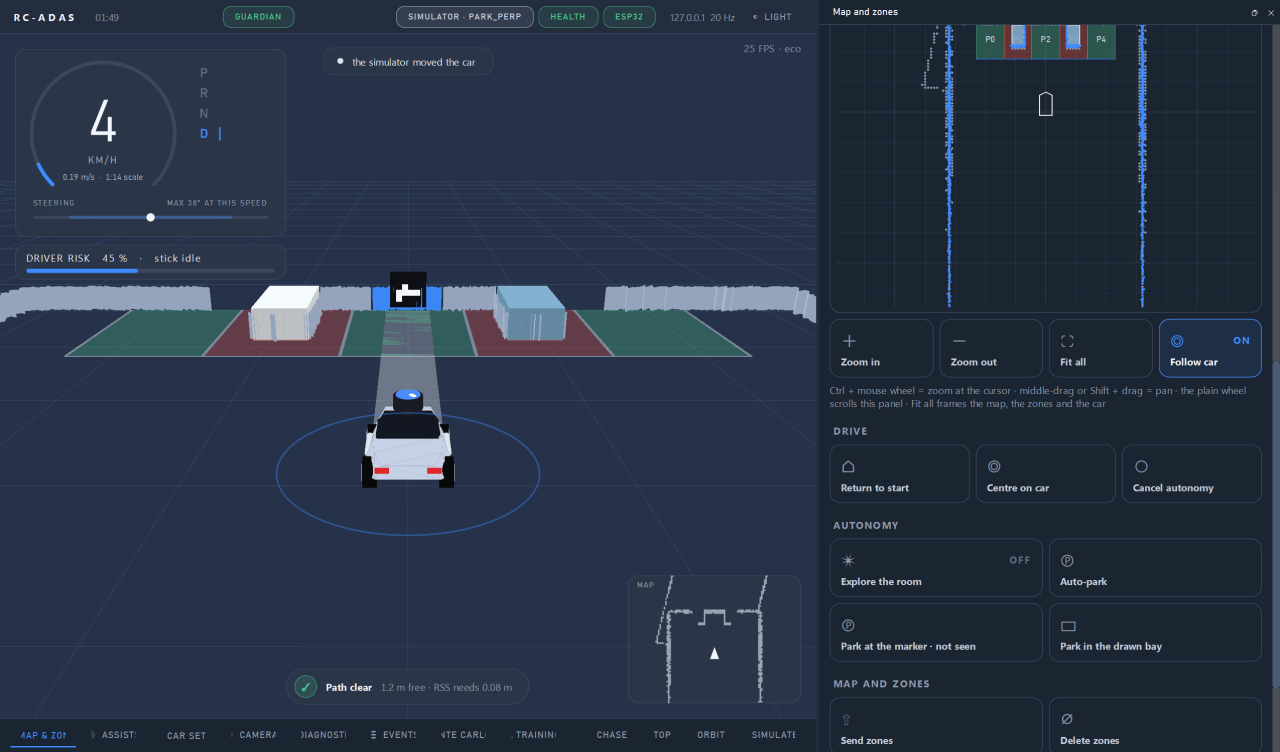 RC-ADAS 01:49 GUARDIAN SIMULATOR · PARK_PERP HEALTH ESP32 127.0.0.1 20 Hz LIGHT
25 FPS · eco
the simulator moved the car
P
R
N
D
4
KM/H
0.19 m/s · 1:14 scale
STEERING MAX 38° AT THIS SPEED
DRIVER RISK 45 % · stick idle
MAP
Path clear 1.2 m free · RSS needs 0.08 m
CAR SET CAMERA EVENTS CHASE TOP ORBIT
Map and zones
P0 P2 P4
Zoom in
Zoom out
Fit all
ON
Follow car
Ctrl + mouse wheel = zoom at the cursor · middle-drag or Shift + drag = pan · the plain wheel
scrolls this panel · Fit all frames the map, the zones and the car
DRIVE
Return to start
Centre on car
Cancel autonomy
AUTONOMY
OFF
Explore the room
Auto-park
Park at the marker · not seen
Park in the drawn bay
MAP AND ZONES
Send zones
Delete zones